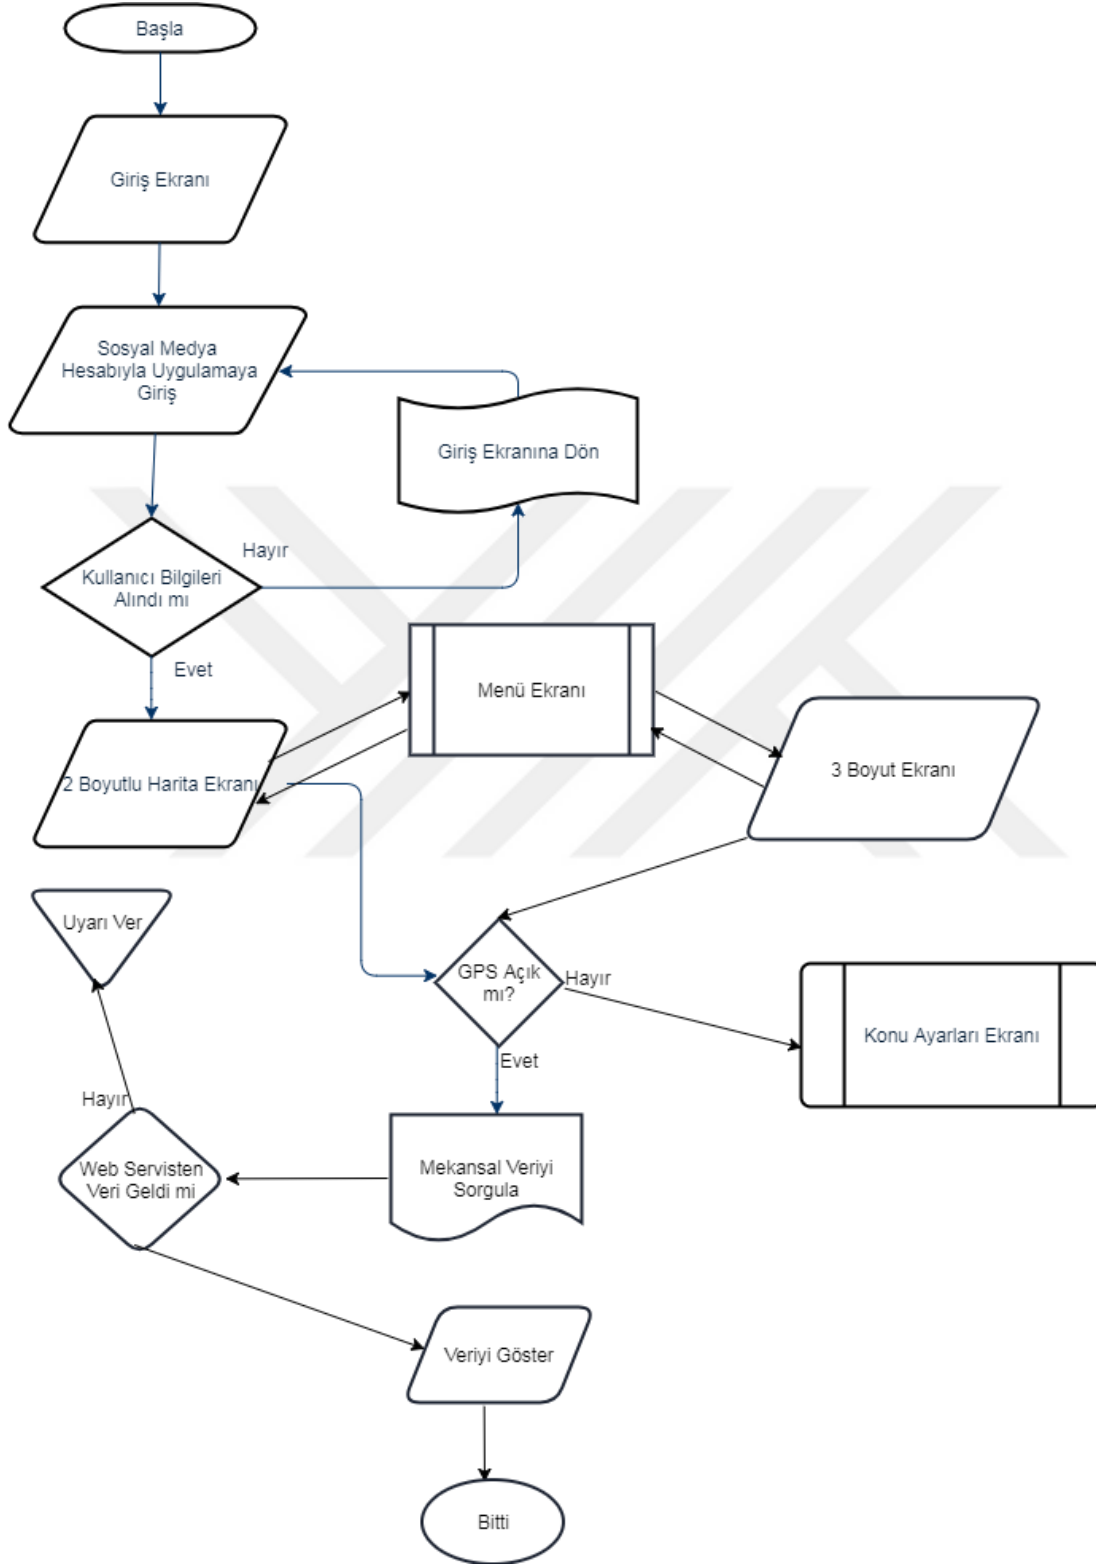 Başla
Giriş Ekranı
Sosyal Medya
Hesabıyla Uygulamaya
Giriş
Giriş Ekranına Dön
Hayır
Kullanıcı Bilgileri
Alındı mı
Evet
Menü Ekranı
2 Boyutlu Harita Ekranı
3 Boyut Ekranı
Uyarı Ver
GPS Açık
mı?
Hayır
Konu Ayarları Ekranı
Evet
Hayır
Mekansal Veriyi
Sorgula
Web Servisten
Veri Geldi mi
Veriyi Göster
Bitti